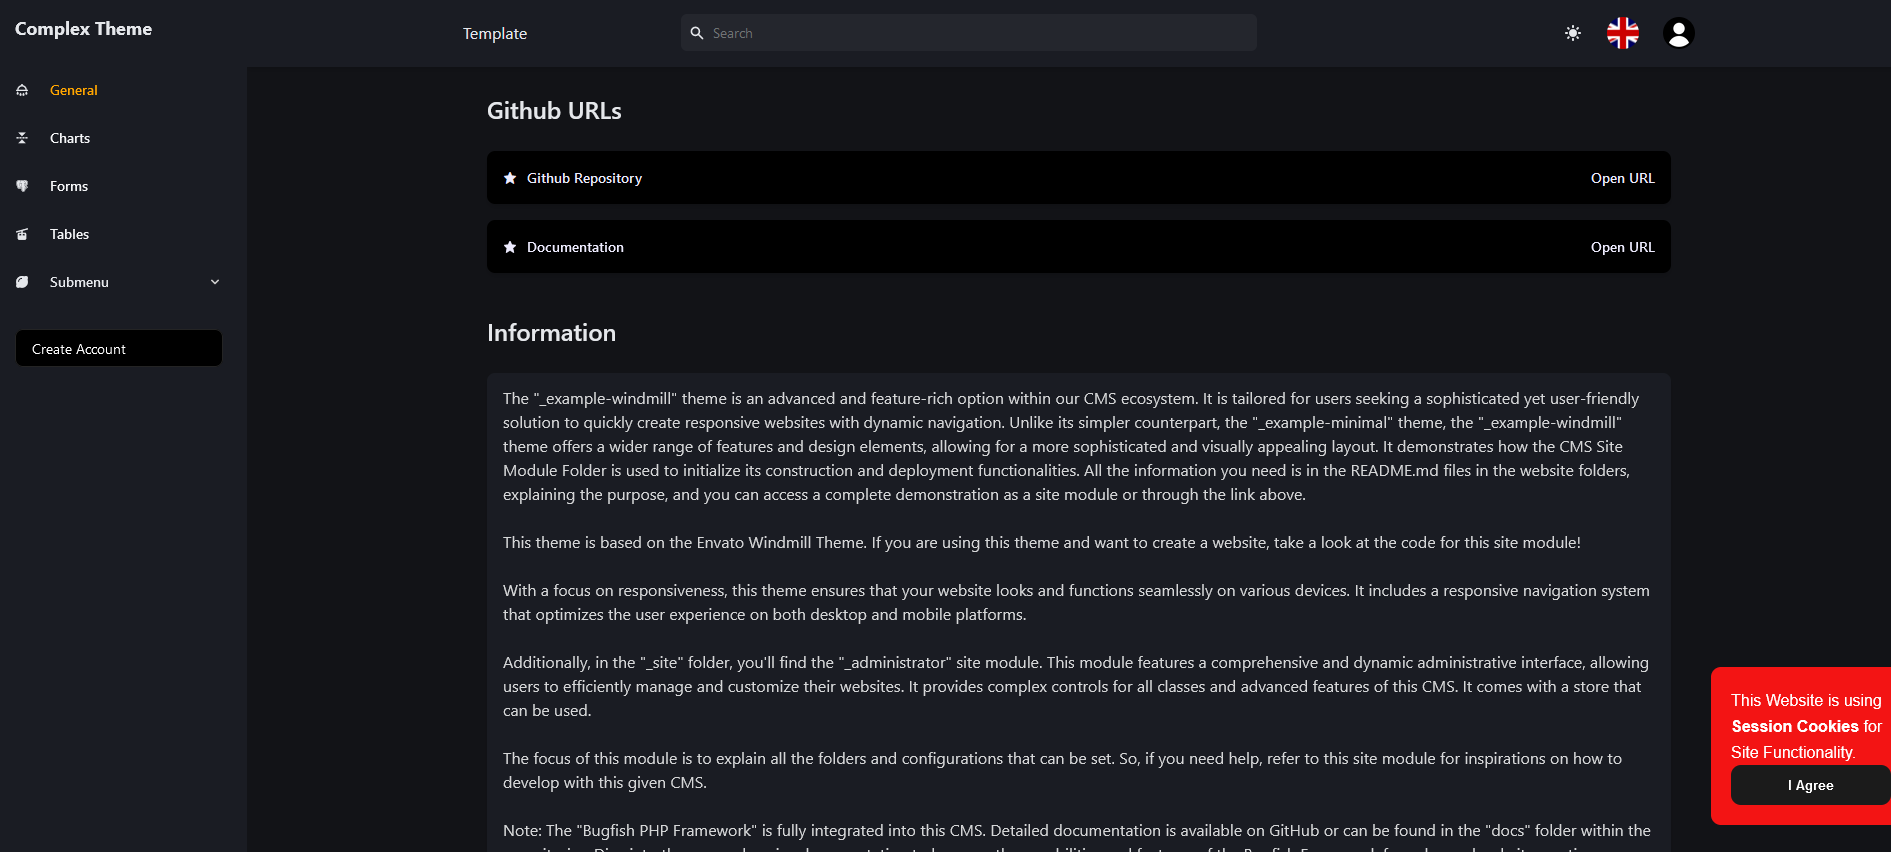 Complex Theme
Template
Search
General
Charts
Forms
Tables
Submenu
Create Account
Github URLs
Github Repository
Open URL
Documentation
Open URL
Information
The "_example-windmill" theme is an advanced and feature-rich option within our CMS ecosystem. It is tailored for users seeking a sophisticated yet user-friendly
solution to quickly create responsive websites with dynamic navigation. Unlike its simpler counterpart, the "_example-minimal" theme, the "_example-windmill"
theme offers a wider range of features and design elements, allowing for a more sophisticated and visually appealing layout. It demonstrates how the CMS Site
Module Folder is used to initialize its construction and deployment functionalities. All the information you need is in the README.md files in the website folders,
explaining the purpose, and you can access a complete demonstration as a site module or through the link above.
This theme is based on the Envato Windmill Theme. If you are using this theme and want to create a website, take a look at the code for this site module!
With a focus on responsiveness, this theme ensures that your website looks and functions seamlessly on various devices. It includes a responsive navigation system
that optimizes the user experience on both desktop and mobile platforms.
Additionally, in the "_site" folder, you'll find the "_administrator" site module. This module features a comprehensive and dynamic administrative interface, allowing
users to efficiently manage and customize their websites. It provides complex controls for all classes and advanced features of this CMS. It comes with a store that
can be used.
The focus of this module is to explain all the folders and configurations that can be set. So, if you need help, refer to this site module for inspirations on how to
develop with this given CMS.
Note: The "Bugfish PHP Framework" is fully integrated into this CMS. Detailed documentation is available on GitHub or can be found in the "docs" folder within the
This Website is using
Session Cookies for
Site Functionality.
I Agree